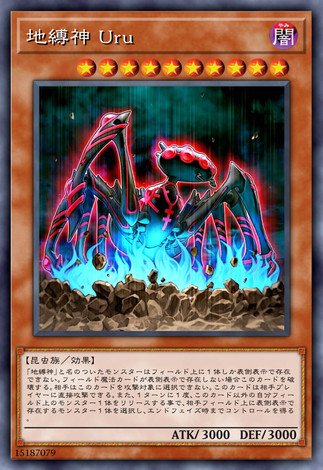 地縛神 Uru
闇
やみ
【昆虫族／効果】
「地縛神」と名のついたモンスターはフィールド上に１体しか表側表示で存在
できない。フィールド魔法カードが表側表示で存在しない場合このカードを破
壊する。相手はこのカードを攻撃対象に選択できない。このカードは相手プレ
イヤーに直接攻撃できる。また、１ターンに１度、このカード以外の自分フィー
ルド上のモンスター１体をリリースする事で、相手フィールド上に表側表示で
存在するモンスター１体を選択し、エンドフェイズ時までコントロールを得る
ATK/ 3000 DEF/ 3000
15187079